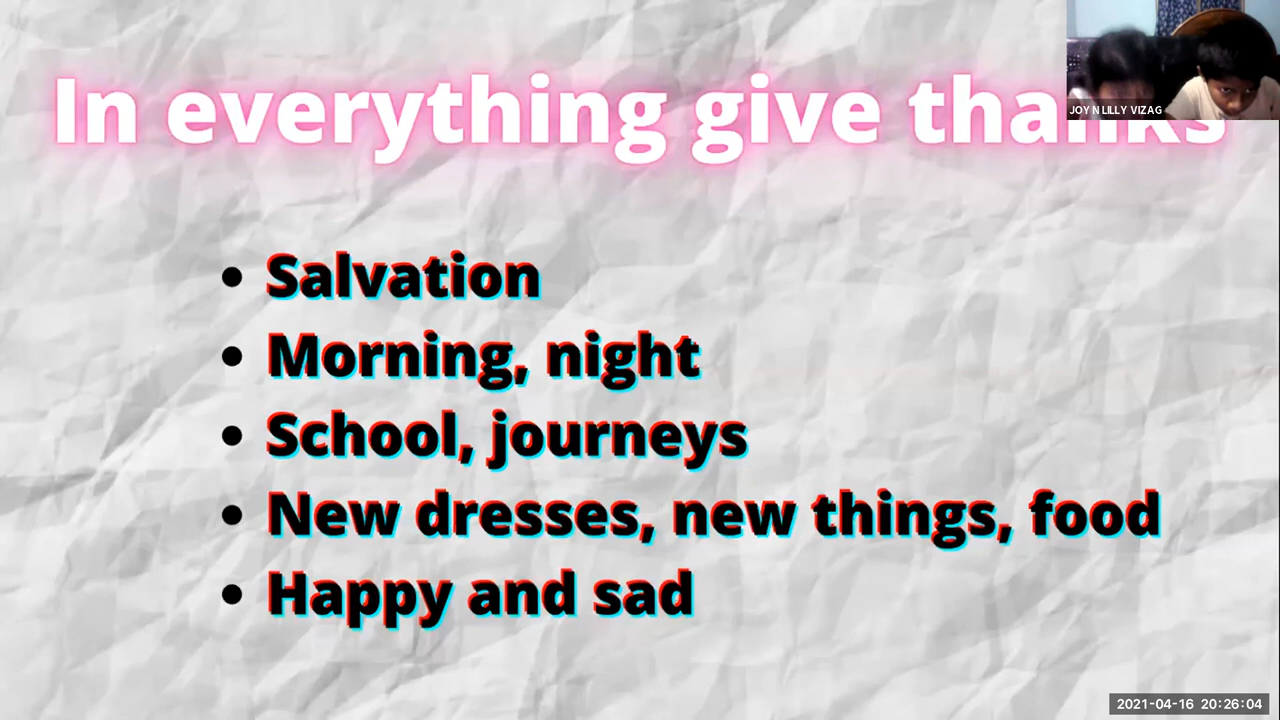 In everything give thanks
JOY N LILLY VIZAG
• Salvation
• Morning, night
• School, journeys
• New dresses, new things, food
• Happy and sad
2021-04-16 20:26:04